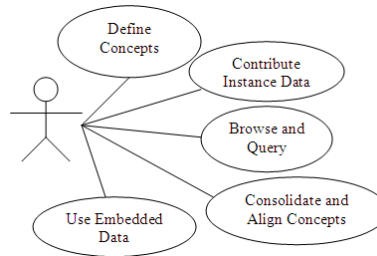 Define
Concepts
Contribute
Instance Data
Browse and
Query
Consolidate and
Align Concepts
Use Embedded
Data